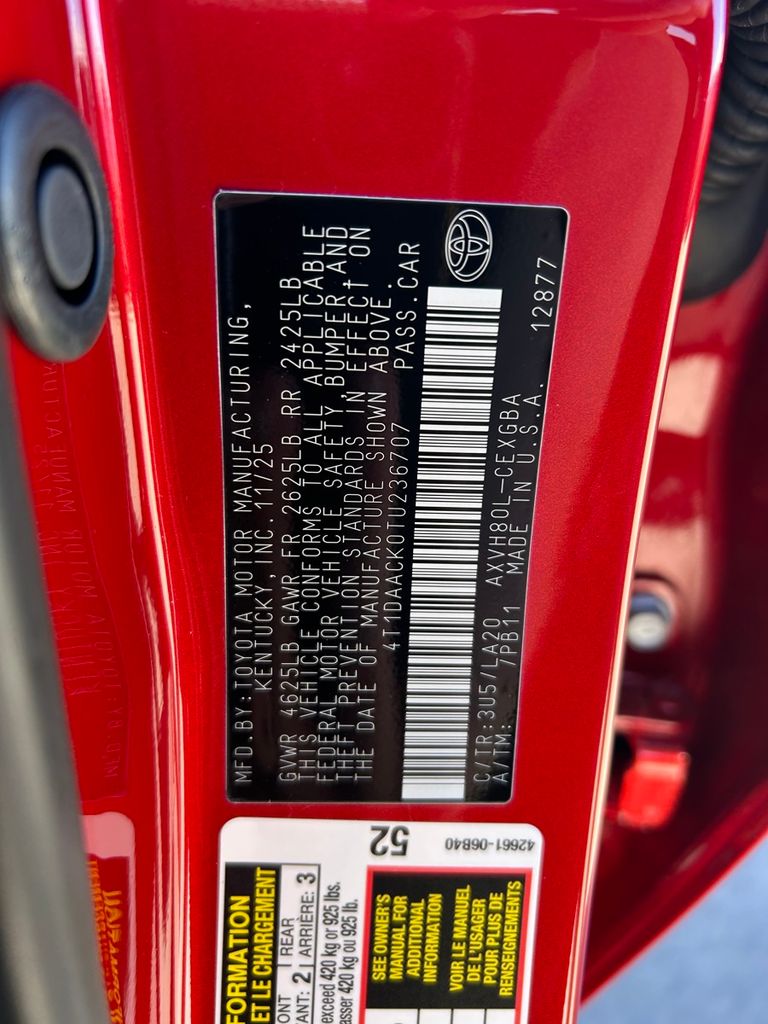 MFD.BY:TOYOTA MOTOR MANUFACTURING,
KENTUCKY, INC. 11/25
GVWR 4625LB GAWR FR 2625LB RR 2425LB
THIS VEHICLE CONFORMS TO ALL APPLICABLE
FEDERAL MOTOR VEHICLE SAFETY, BUMPER,AND
THEFT PREVENTION STANDARDS IN EFFECT ON
THE DATE OF MANUFACTURE SHOWN ABOVE.
4T1DAACK0TU236707 PASS.CAR
C/TR:3U5/LA20 AXVH80L-CEXGBA
A/TM: /PB11 MADE IN U.S.A. 12877
52
42661-06B40
FORMATION
ET LE CHARGEMENT
ONT
VANT: 2
REAR
ARRIÈRE: 3
exceed 420 kg or 925 lbs.
asser 420 kg ou 925 lb.
SEE OWNER'S
MANUAL FOR
ADDITIONAL
INFORMATION
VOIR LE MANUEL
DE L'USAGER
POUR PLUS DE
RENSEIGNEMENTS